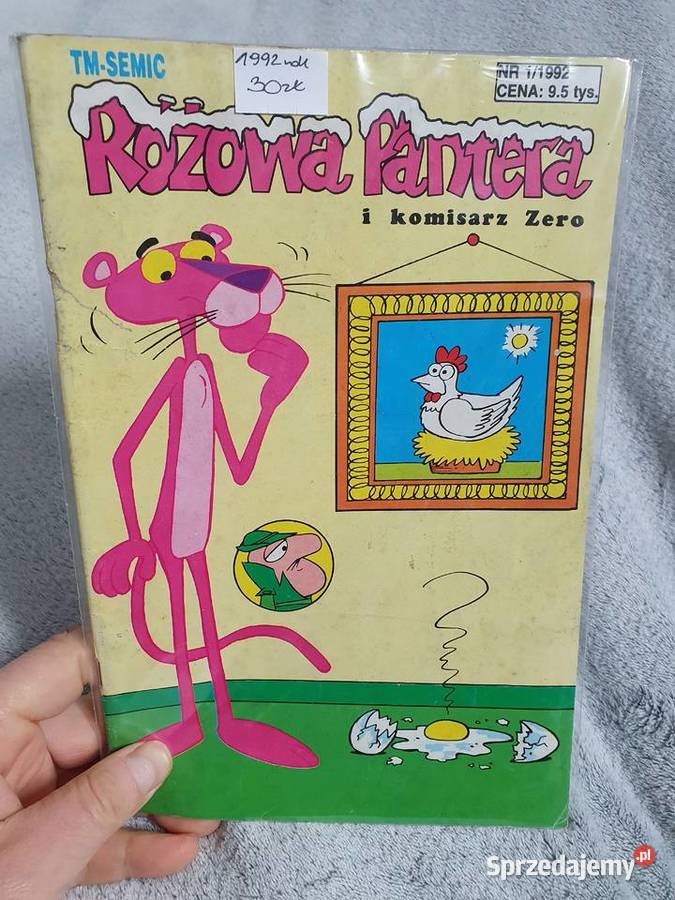 TM-SEMIC
1992 rok
30zł
NR 1/1992
CENA: 9.5 tys.
RÓŻOWA PANTERA
i komisarz Zero
Sprzedajemy.pl